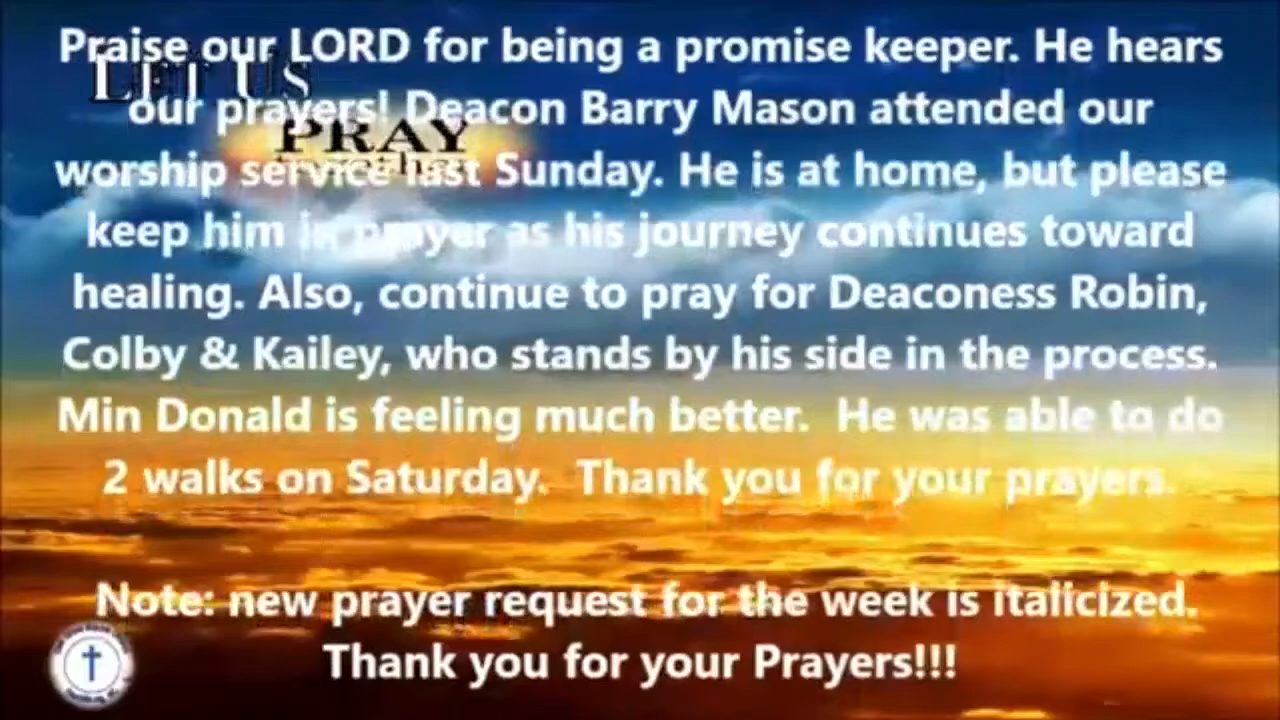 Praise our LORD for being a promise keeper. He hears
our prayers! Deacon Barry Mason attended our
worship service last Sunday. He is at home, but please
keep him in prayer as his journey continues toward
healing. Also, continue to pray for Deaconess Robin,
Colby & Kailey, who stands by his side in the process.
Min Donald is feeling much better.  He was able to do
2 walks on Saturday.  Thank you for your prayers.
Note: new prayer request for the week is italicized.
Thank you for your Prayers!!!
LET US
PRAY